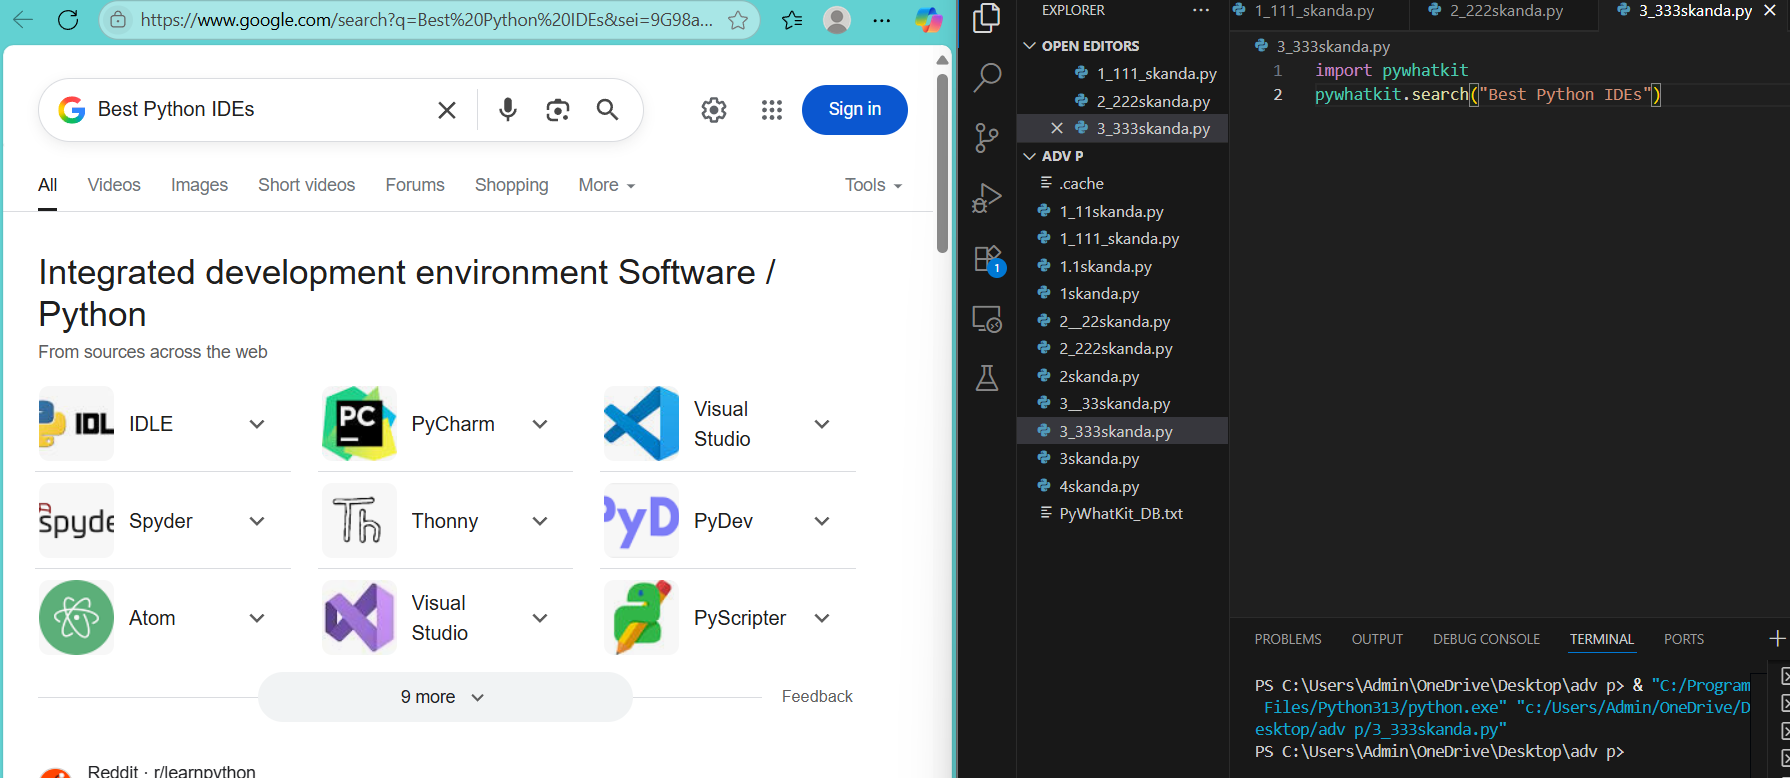 https://www.google.com/search?q=Best%20Python%20IDEs&sei=9G98a...
Best Python IDEs
Sign in
All Videos Images Short videos Forums Shopping More Tools
Integrated development environment Software /
Python
From sources across the web
IDL IDLE
PC PyCharm
Visual
Studio
spyde Spyder
Th Thonny
PyD PyDev
Atom
Visual
Studio
PyScripter
9 more
Feedback
Reddit · r/learnpython
EXPLORER ...
OPEN EDITORS
1_111_skanda.py
2_222skanda.py
3_333skanda.py
ADV P
.cache
1_11skanda.py
1_111_skanda.py
1.1skanda.py
1skanda.py
2__22skanda.py
2_222skanda.py
2skanda.py
3__33skanda.py
3_333skanda.py
3skanda.py
4skanda.py
PyWhatKit_DB.txt
1
1_111_skanda.py 2_222skanda.py 3_333skanda.py
3_333skanda.py
1 import pywhatkit
2 pywhatkit.search("Best Python IDEs")
PROBLEMS OUTPUT DEBUG CONSOLE TERMINAL PORTS
PS C:\Users\Admin\OneDrive\Desktop\adv p> & "C:/Program
Files/Python313/python.exe" "c:/Users/Admin/OneDrive/D
esktop/adv p/3_333skanda.py"
PS C:\Users\Admin\OneDrive\Desktop\adv p>